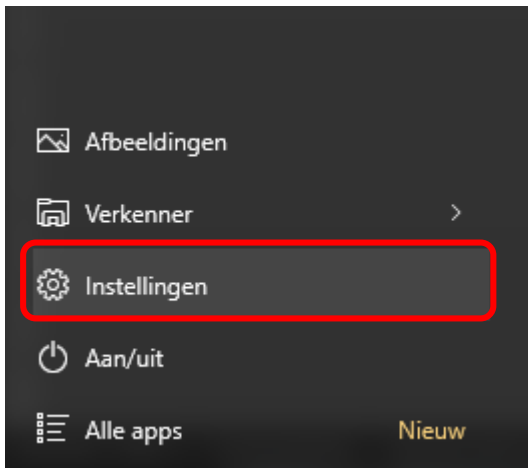 Afbeeldingen
Verkenner
Instellingen
Aan/uit
Alle apps Nieuw